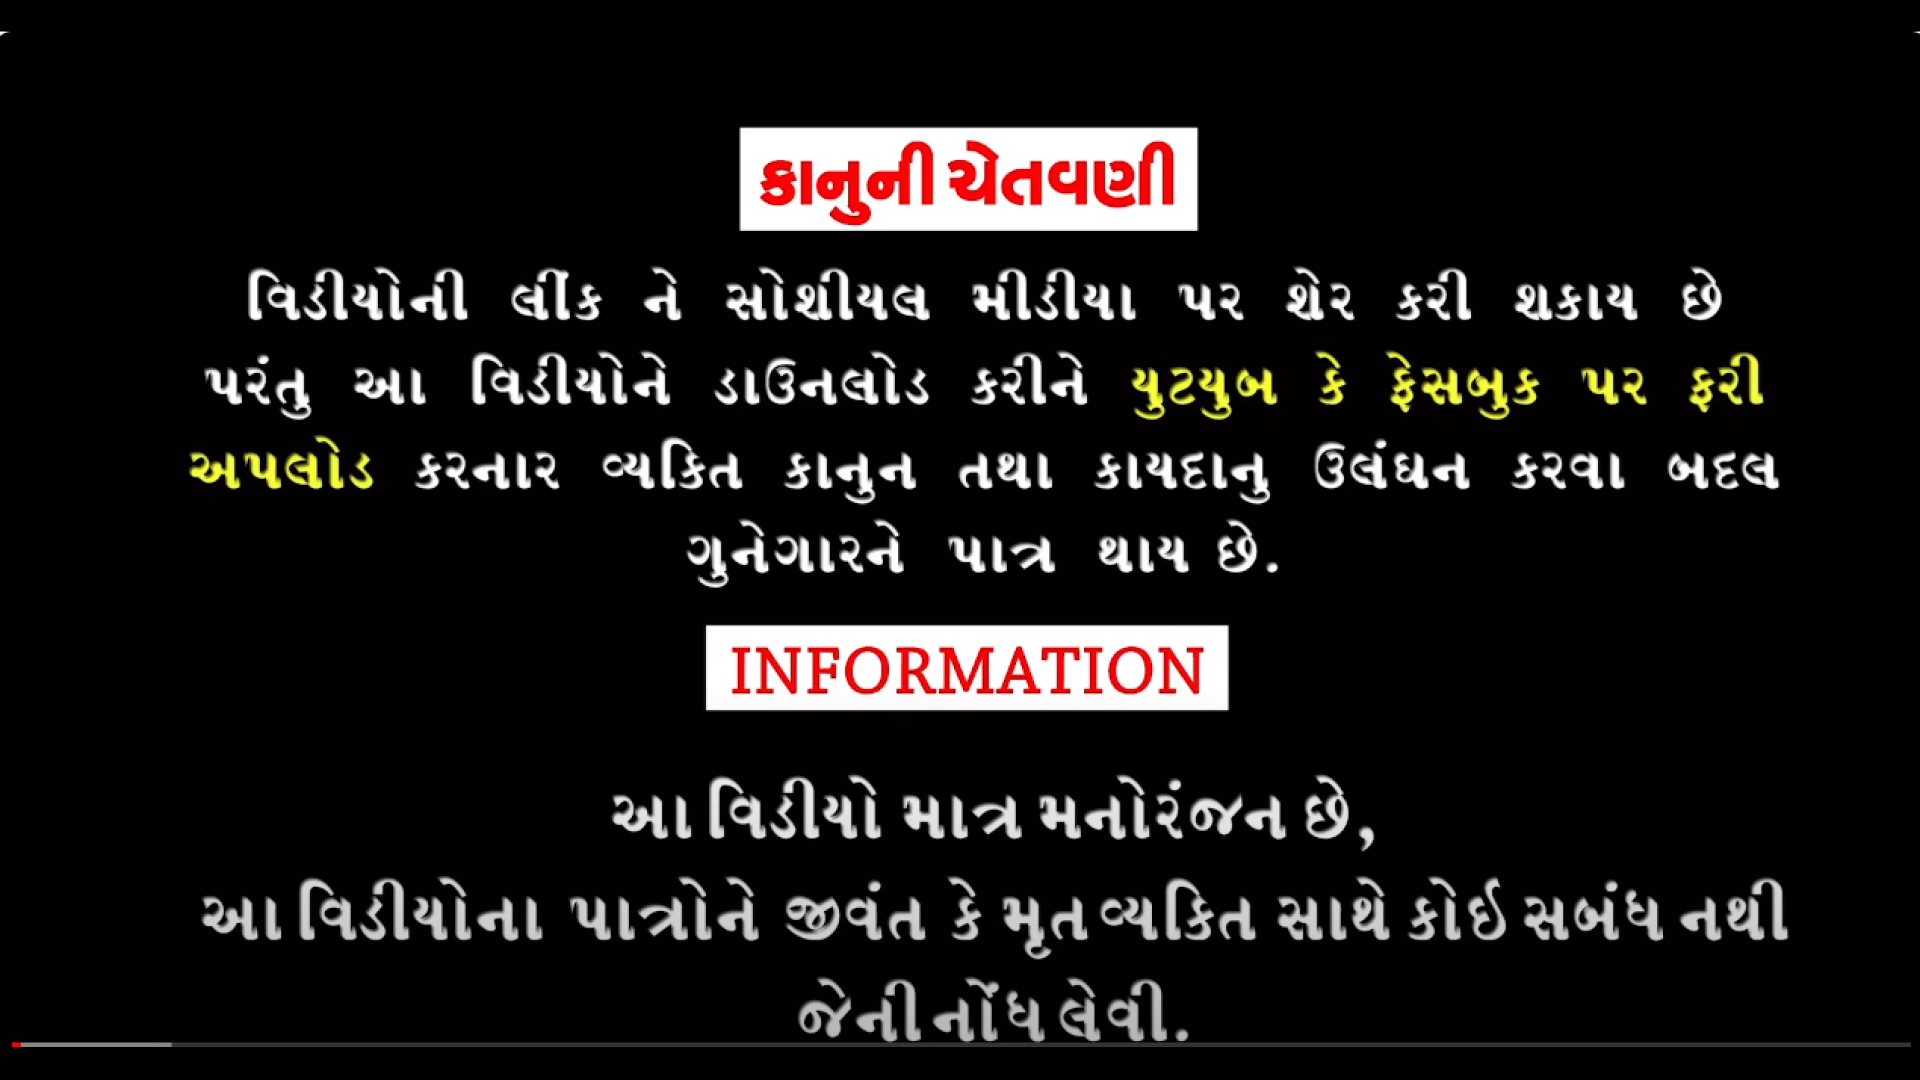 કાનુની ચેતવણી
વિડીયોની લીંક ને સોશીયલ મીડીયા પર શેર કરી શકાય છે
પરંતુ આ વિડીયોને ડાઉનલોડ કરીને યુટયુબ કે ફેસબુક પર ફરી
અપલોડ કરનાર વ્યકિત કાનુન તથા કાયદાનુ ઉલંઘન કરવા બદલ
ગુનેગારને પાત્ર થાય છે.
INFORMATION
આ વિડીયો માત્ર મનોરંજન છે,
આ વિડીયોના પાત્રોને જીવંત કે મૃત વ્યકિત સાથે કોઈ સબંધ નથી
જેની નોંધ લેવી.